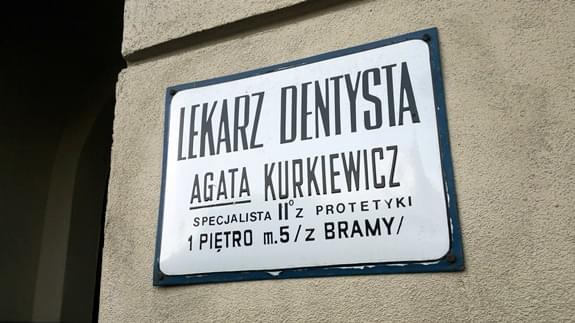 LEKARZ DENTYSTA
AGATA KURKIEWICZ
SPECJALISTA II° Z PROTETYKI
1 PIĘTRO m.5/z BRAMY/